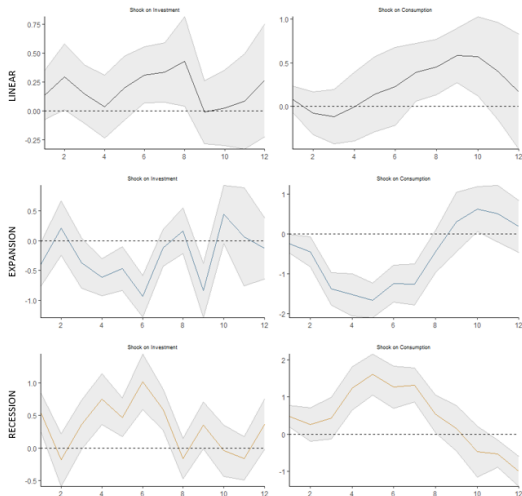 Shock on Investment
Shock on Consumption
LINEAR
0.75
0.50
0.25
0.00
-0.25
2 4 6 8 10 12
1.0
0.5
0.0
2 4 6 8 10 12
Shock on Investment
Shock on Consumption
EXPANSION
0.5
0.0
-0.5
-1.0
2 4 6 8 10 12
1
0
-1
-2
2 4 6 8 10 12
Shock on Investment
Shock on Consumption
RECESSION
1.0
0.5
0.0
-0.5
2 4 6 8 10 12
2
1
0
-1
2 4 6 8 10 12